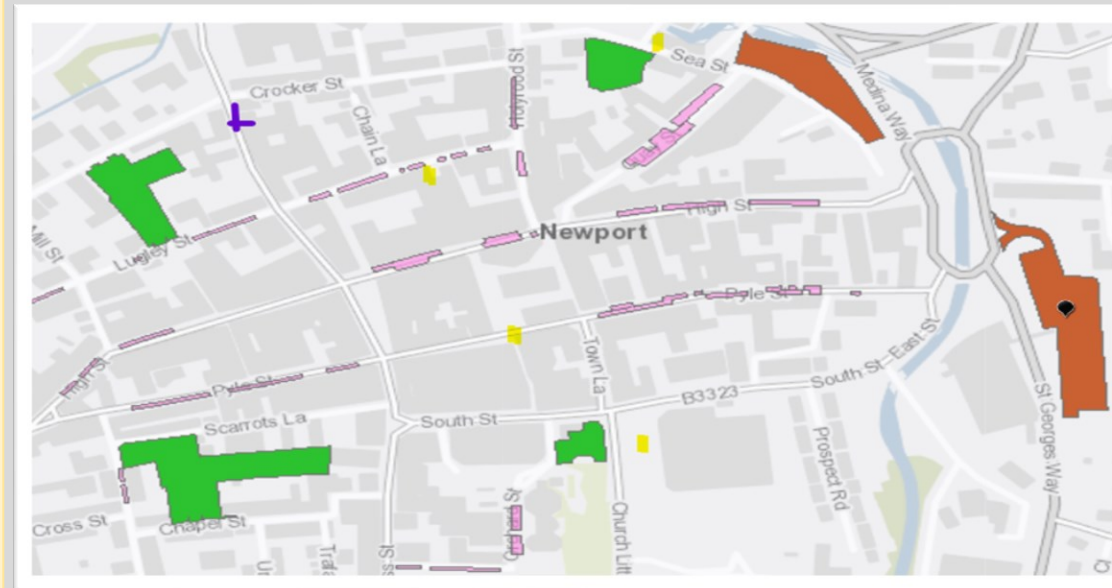 Holyrood St
Sea St
Medina Way
Crocker St
Chain La
Mill St
Lugley St
High St
Newport
Pyle St
High St
Pyle St
Town La
East St
South St
B3323
South St
Scarrots La
St Georges Way
Prospect Rd
Cross St
Chapel St
Church Litt
Trafa